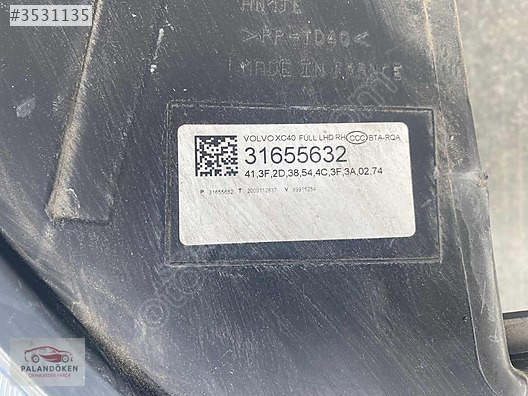 #3531135
>PP-TD40<
MADE IN FRANCE
VOLVO XC40 FULL LHD RH CCC BTA-RQA
31655632
41,3F,2D,38,54,4C,3F,3A,02,74
P 31655632 T
PALANDÖKEN